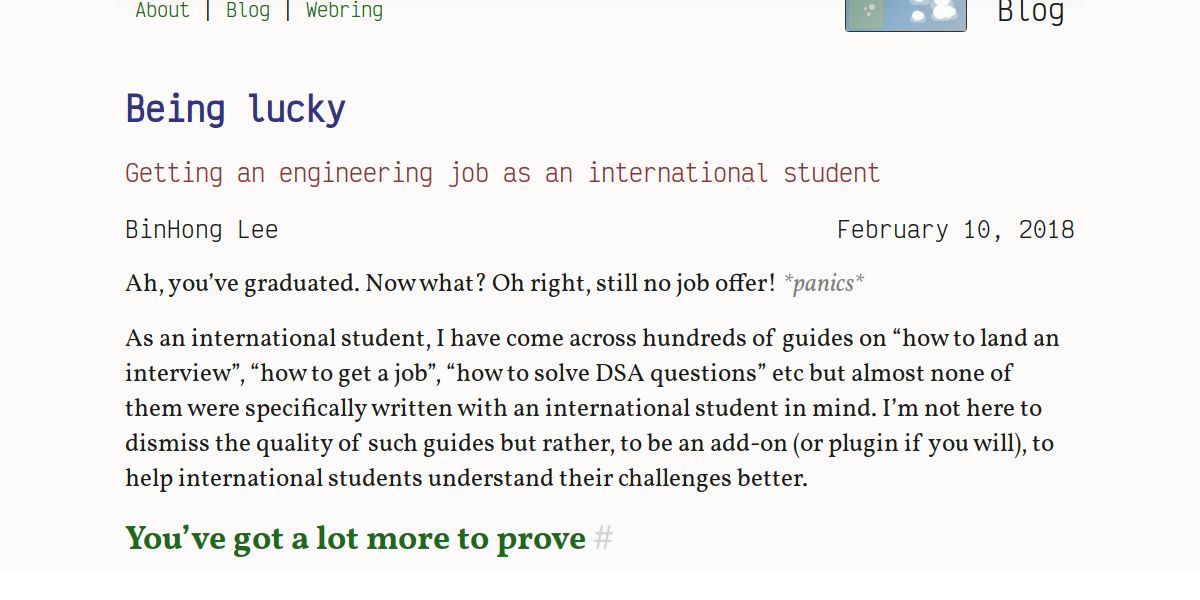 About | Blog | Webring
Blog
Being lucky
Getting an engineering job as an international student
BinHong Lee
February 10, 2018
Ah, you’ve graduated. Now what? Oh right, still no job offer! *panics*
As an international student, I have come across hundreds of guides on “how to land an
interview”, “how to get a job”, “how to solve DSA questions” etc but almost none of
them were specifically written with an international student in mind. I’m not here to
dismiss the quality of such guides but rather, to be an add-on (or plugin if you will), to
help international students understand their challenges better.
You’ve got a lot more to prove #